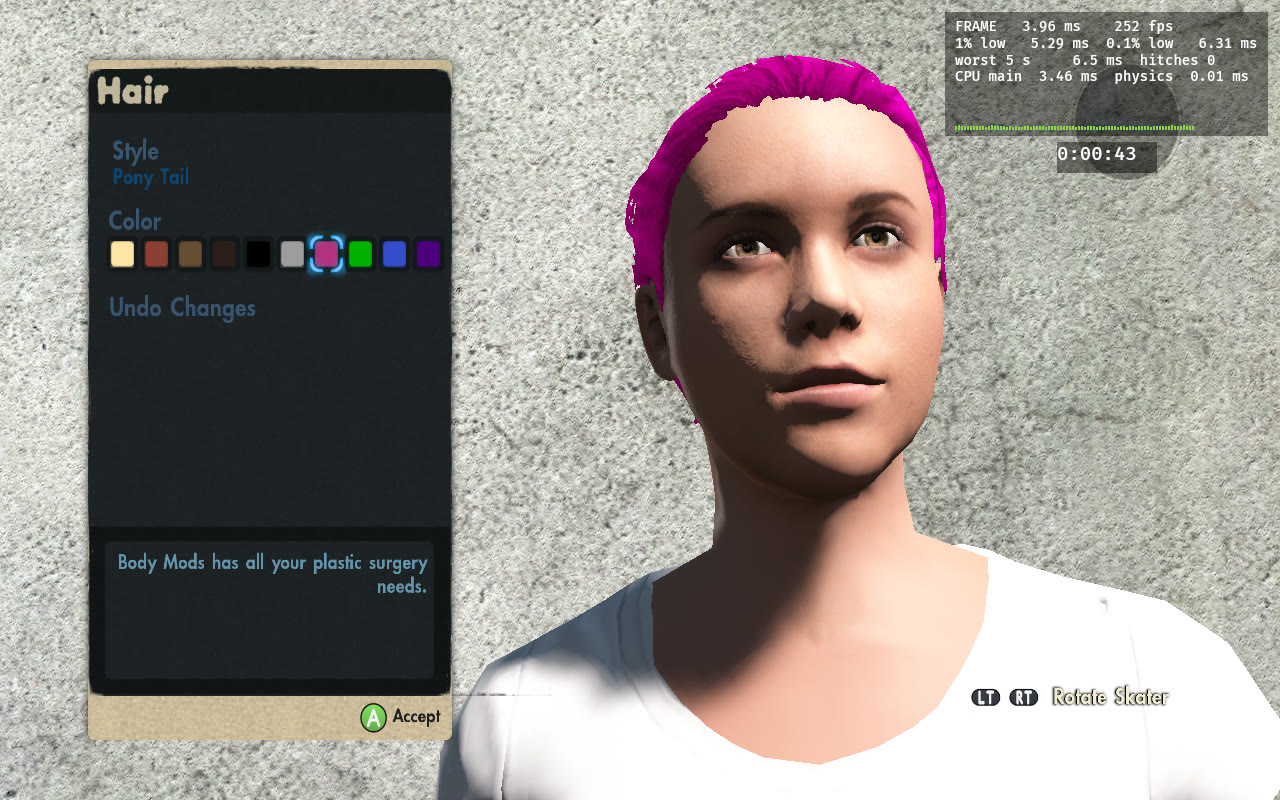 Hair
Style
Pony Tail
Color
Undo Changes
Body Mods has all your plastic surgery
needs.
A Accept
FRAME 3.96 ms 252 fps
1% low 5.29 ms 0.1% low 6.31 ms
worst 5 s 6.5 ms hitches 0
CPU main 3.46 ms physics 0.01 ms
0:00:43
LT RT Rotate Skater